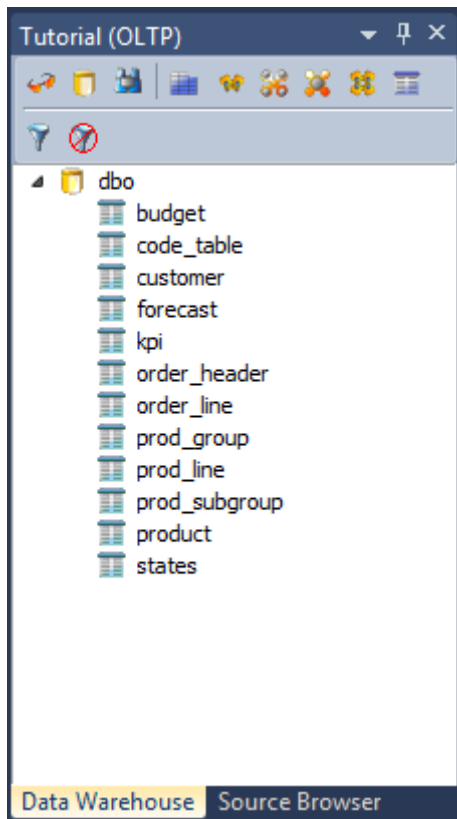 Tutorial (OLTP)
dbo
budget
code_table
customer
forecast
kpi
order_header
order_line
prod_group
prod_line
prod_subgroup
product
states
Data Warehouse Source Browser